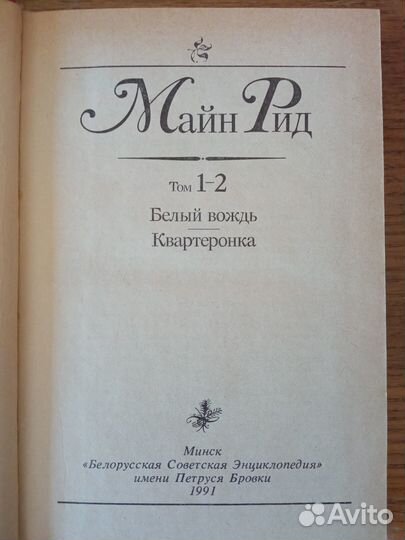 Майн Рид
Том 1–2
Белый вождь
Квартеронка
Минск
«Белорусская Советская Энциклопедия»
имени Петруся Бровки
1991
Avito